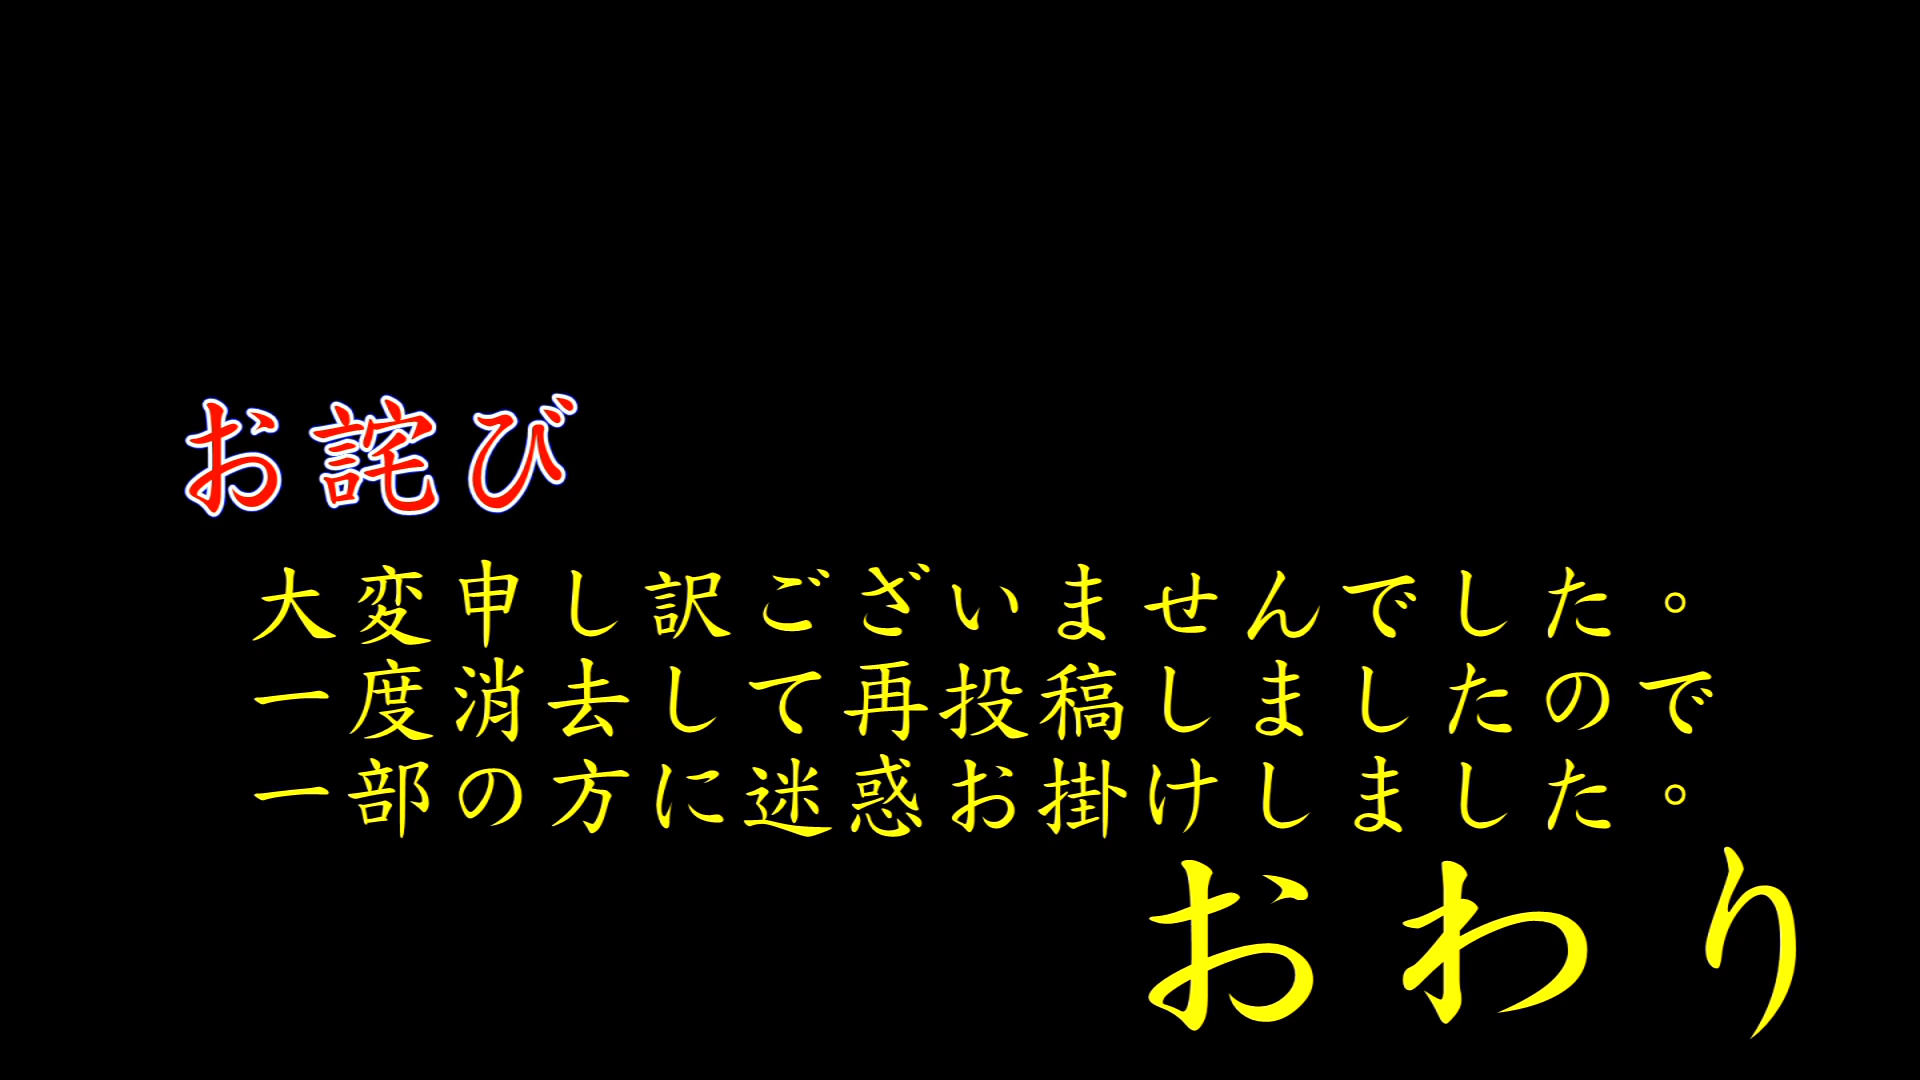 お詫び
大変申し訳ございませんでした。
一度消去して再投稿しましたので
一部の方に迷惑お掛けしました。
おわり